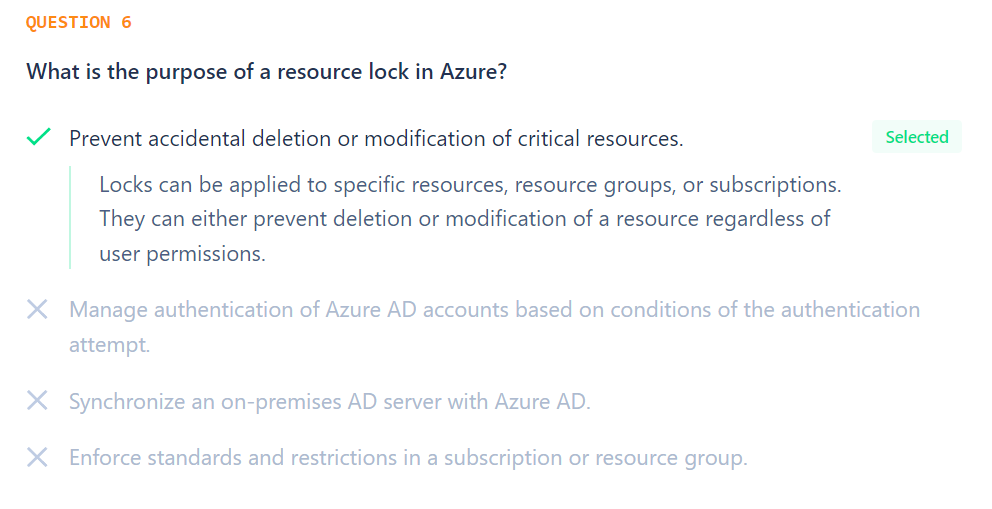 QUESTION 6
What is the purpose of a resource lock in Azure?
Prevent accidental deletion or modification of critical resources.
Selected
Locks can be applied to specific resources, resource groups, or subscriptions.
They can either prevent deletion or modification of a resource regardless of
user permissions.
Manage authentication of Azure AD accounts based on conditions of the authentication
attempt.
Synchronize an on-premises AD server with Azure AD.
Enforce standards and restrictions in a subscription or resource group.